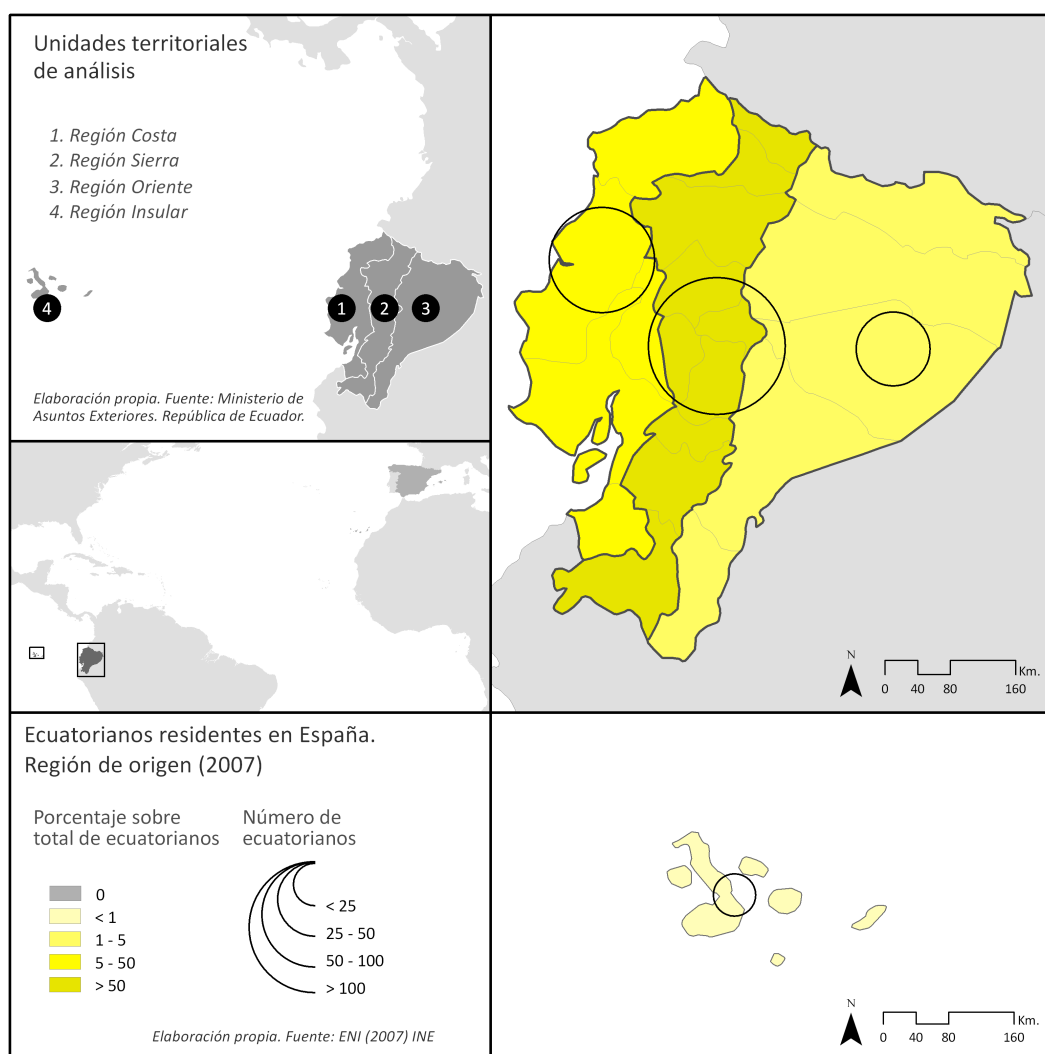 Unidades territoriales
de análisis
1. Región Costa
2. Región Sierra
3. Región Oriente
4. Región Insular
4
1
2
3
Elaboración propia. Fuente: Ministerio de
Asuntos Exteriores. República de Ecuador.
N
Km.
0 40 80 160
Ecuatorianos residentes en España.
Región de origen (2007)
Porcentaje sobre
total de ecuatorianos
0
< 1
1 - 5
5 - 50
> 50
Número de
ecuatorianos
< 25
25 - 50
50 - 100
> 100
Elaboración propia. Fuente: ENI (2007) INE
N
Km.
0 40 80 160